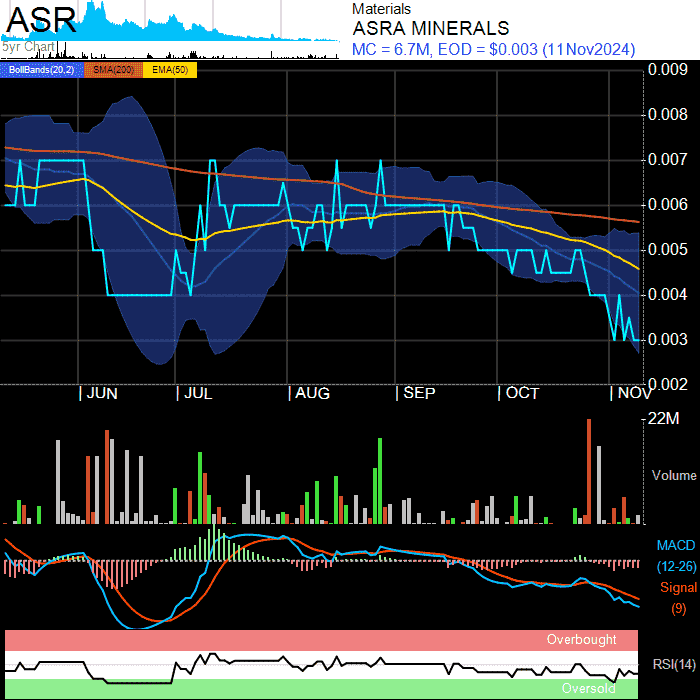 ASR
5yr Chart
Materials
ASRA MINERALS
MC = 6.7M, EOD = $0.003 (11Nov2024)
BollBands(20,2) SMA(200) EMA(50)
0.009
0.008
0.007
0.006
0.005
0.004
0.003
0.002
JUN JUL AUG SEP OCT NOV
22M
Volume
MACD
(12-26)
Signal
(9)
Overbought
RSI(14)
Oversold